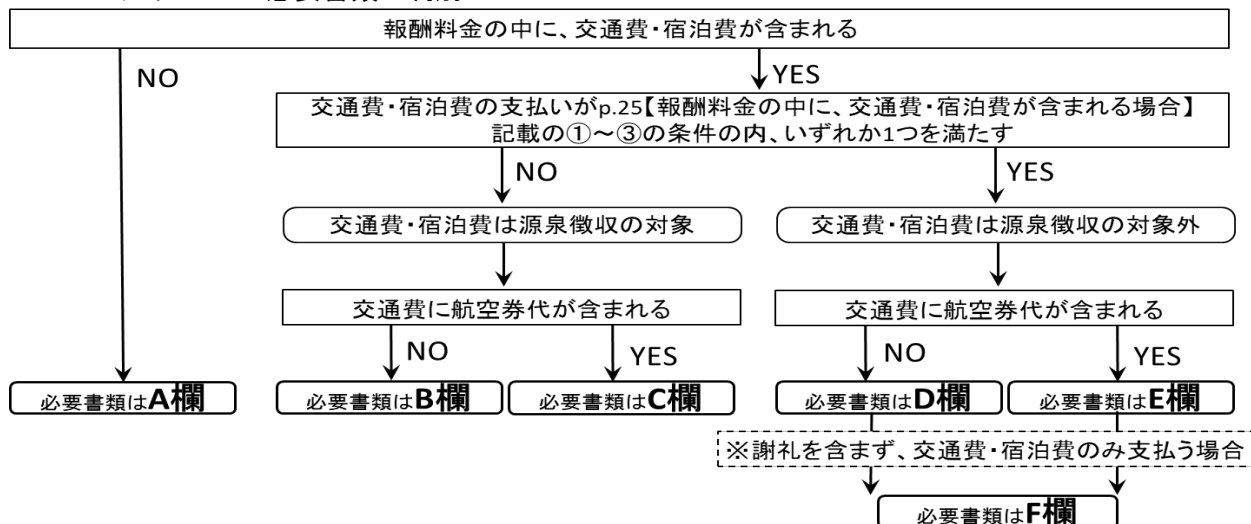 報酬料金の中に、交通費・宿泊費が含まれる
NO
YES
交通費・宿泊費の支払いがp.25【報酬料金の中に、交通費・宿泊費が含まれる場合】
記載の①～③の条件の内、いずれか1つを満たす
NO
YES
交通費・宿泊費は源泉徴収の対象
交通費・宿泊費は源泉徴収の対象外
交通費に航空券代が含まれる
交通費に航空券代が含まれる
NO
YES
NO
YES
必要書類はA欄
必要書類はB欄
必要書類はC欄
必要書類はD欄
必要書類はE欄
※謝礼を含まず、交通費・宿泊費のみ支払う場合
必要書類はF欄